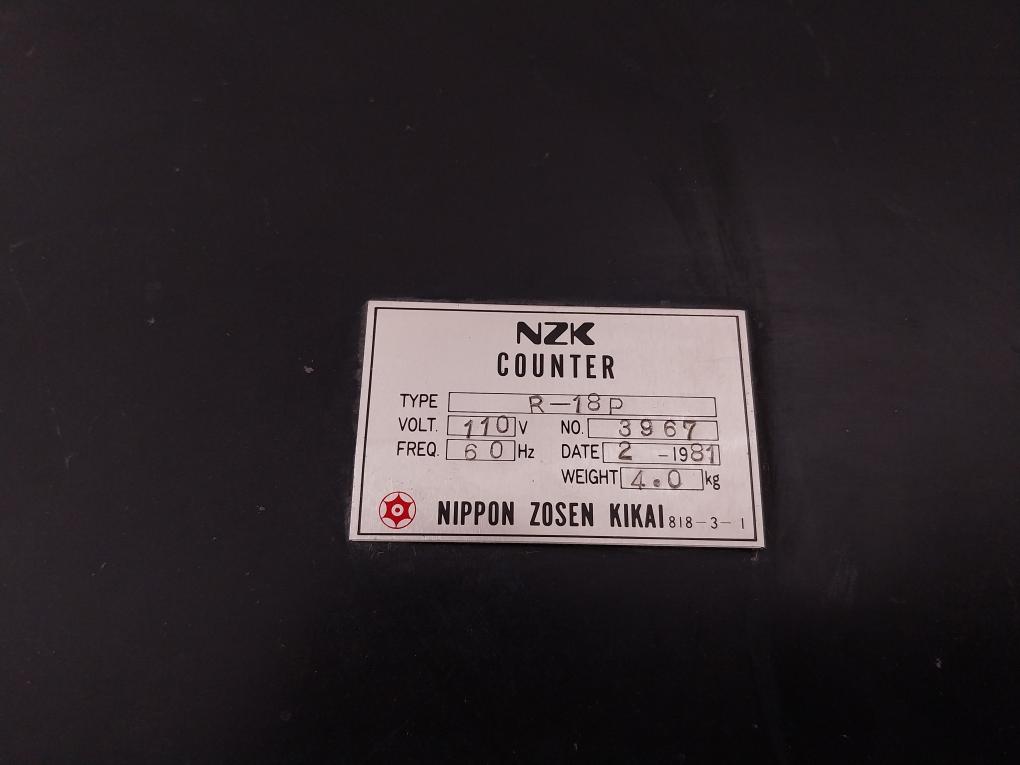 NZK
COUNTER
TYPE R-18P
VOLT. 110 V NO. 3967
FREQ. 60 Hz DATE 2 -1981
WEIGHT 4.0 kg
NIPPON ZOSEN KIKAI 818-3-1